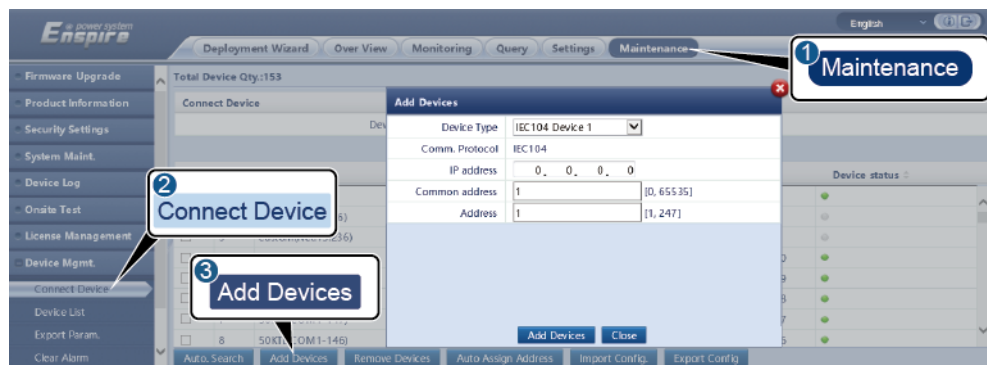 Enspire
e power system
English
Deployment Wizard
Over View
Monitoring
Query
Settings
Maintenance
1
Maintenance
Firmware Upgrade
Product Information
Security Settings
System Maint.
Device Log
Onsite Test
License Management
Device Mgmt.
Connect Device
Device List
Export Param.
Clear Alarm
Total Device Qty.:153
Connect Device
Dev
Device status
2
Connect Device
3
Add Devices
Add Devices
Device Type IEC104 Device 1
Comm. Protocol IEC104
IP address 0. 0. 0. 0
Common address 1 [0, 65535]
Address 1 [1, 247]
Add Devices Close
8
Auto. Search
Add Devices
Remove Devices
Auto Assign Address
Import Config.
Export Config